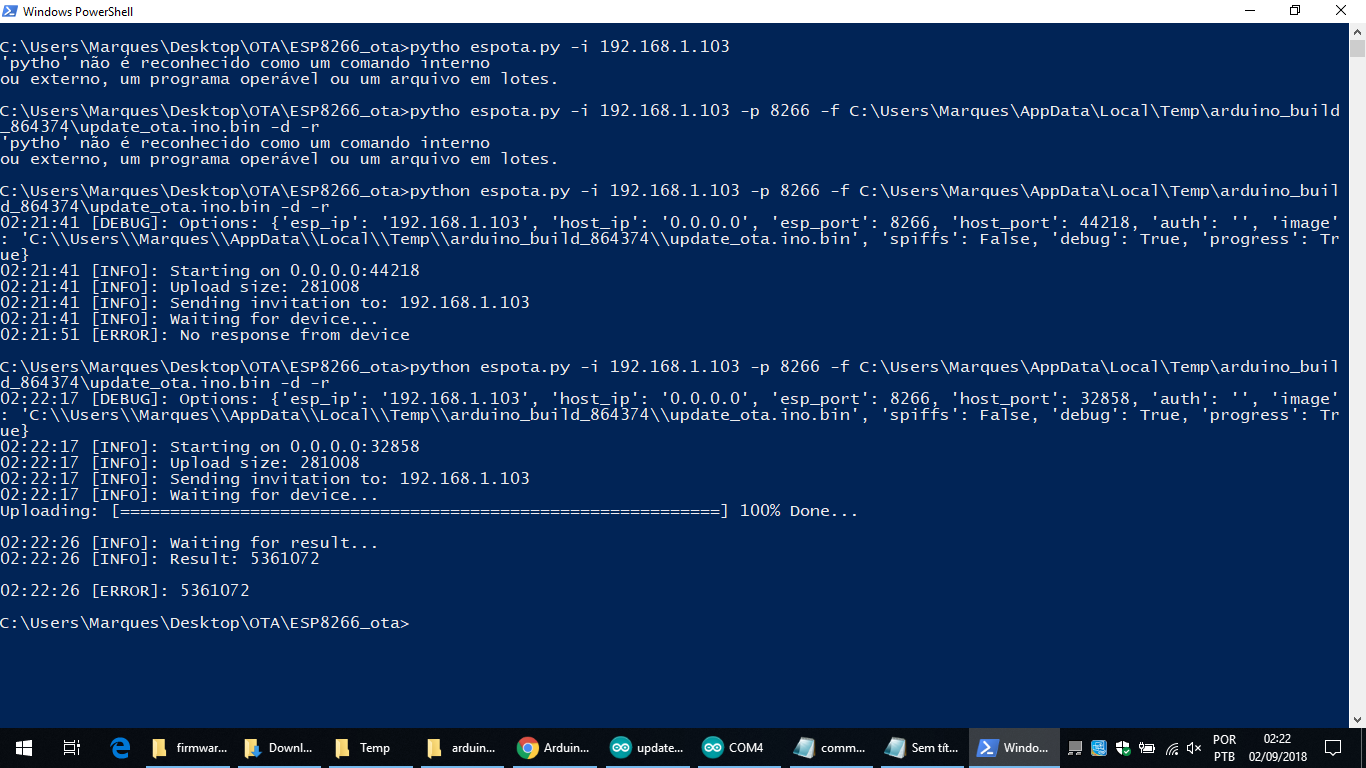 Windows PowerShell
C:\Users\Marques\Desktop\OTA\ESP8266_ota>pytho espota.py -i 192.168.1.103
'pytho' não é reconhecido como um comando interno
ou externo, um programa operável ou um arquivo em lotes.
C:\Users\Marques\Desktop\OTA\ESP8266_ota>pytho espota.py -i 192.168.1.103 -p 8266 -f C:\Users\Marques\AppData\Local\Temp\arduino_build
_864374\update_ota.ino.bin -d -r
'pytho' não é reconhecido como um comando interno
ou externo, um programa operável ou um arquivo em lotes.
C:\Users\Marques\Desktop\OTA\ESP8266_ota>python espota.py -i 192.168.1.103 -p 8266 -f C:\Users\Marques\AppData\Local\Temp\arduino_buil
d_864374\update_ota.ino.bin -d -r
02:21:41 [DEBUG]: Options: {'esp_ip': '192.168.1.103', 'host_ip': '0.0.0.0', 'esp_port': 8266, 'host_port': 44218, 'auth': '', 'image'
: 'C:\\Users\\Marques\\AppData\\Local\\Temp\\arduino_build_864374\\update_ota.ino.bin', 'spiffs': False, 'debug': True, 'progress': Tr
ue}
02:21:41 [INFO]: Starting on 0.0.0.0:44218
02:21:41 [INFO]: Upload size: 281008
02:21:41 [INFO]: Sending invitation to: 192.168.1.103
02:21:41 [INFO]: Waiting for device...
02:21:51 [ERROR]: No response from device
C:\Users\Marques\Desktop\OTA\ESP8266_ota>python espota.py -i 192.168.1.103 -p 8266 -f C:\Users\Marques\AppData\Local\Temp\arduino_buil
d_864374\update_ota.ino.bin -d -r
02:22:17 [DEBUG]: Options: {'esp_ip': '192.168.1.103', 'host_ip': '0.0.0.0', 'esp_port': 8266, 'host_port': 32858, 'auth': '', 'image'
: 'C:\\Users\\Marques\\AppData\\Local\\Temp\\arduino_build_864374\\update_ota.ino.bin', 'spiffs': False, 'debug': True, 'progress': Tr
ue}
02:22:17 [INFO]: Starting on 0.0.0.0:32858
02:22:17 [INFO]: Upload size: 281008
02:22:17 [INFO]: Sending invitation to: 192.168.1.103
02:22:17 [INFO]: Waiting for device...
Uploading: [============================================================] 100% Done...
02:22:26 [INFO]: Waiting for result...
02:22:26 [INFO]: Result: 5361072
02:22:26 [ERROR]: 5361072
C:\Users\Marques\Desktop\OTA\ESP8266_ota>
firmwar... Downl... Temp arduin... Arduin... update... COM4 comm... Sem tít... Windo... POR 02:22
PTB 02/09/2018